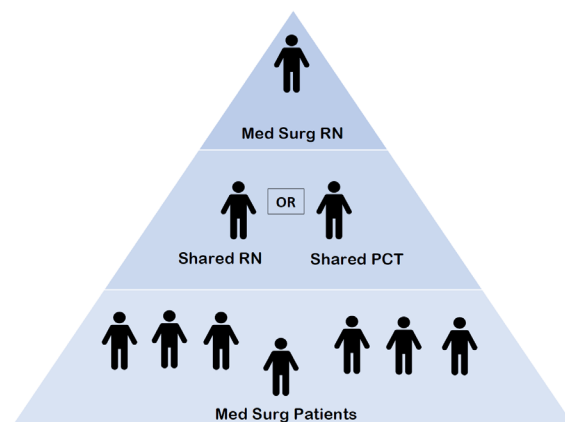 Med Surg RN
OR
Shared RN Shared PCT
Med Surg Patients